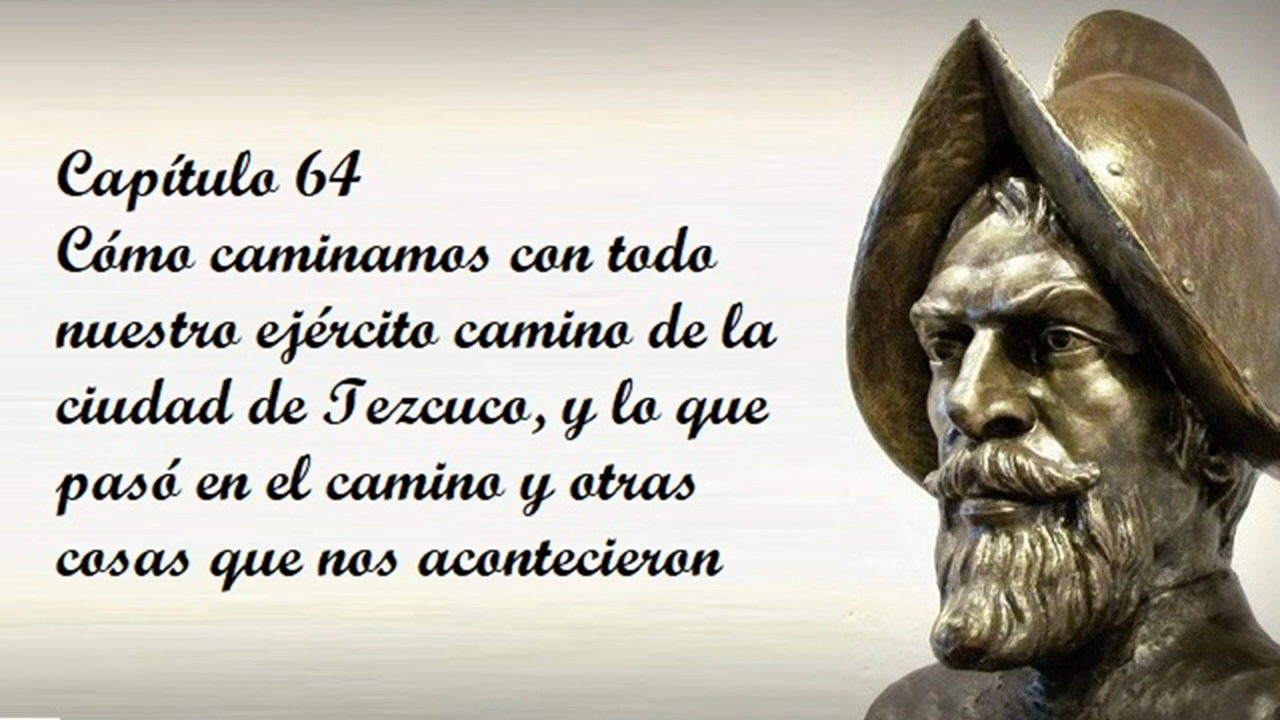 Capítulo 64
Cómo caminamos con todo
nuestro ejército camino de la
ciudad de Tezcuco, y lo que
pasó en el camino y otras
cosas que nos acontecieron